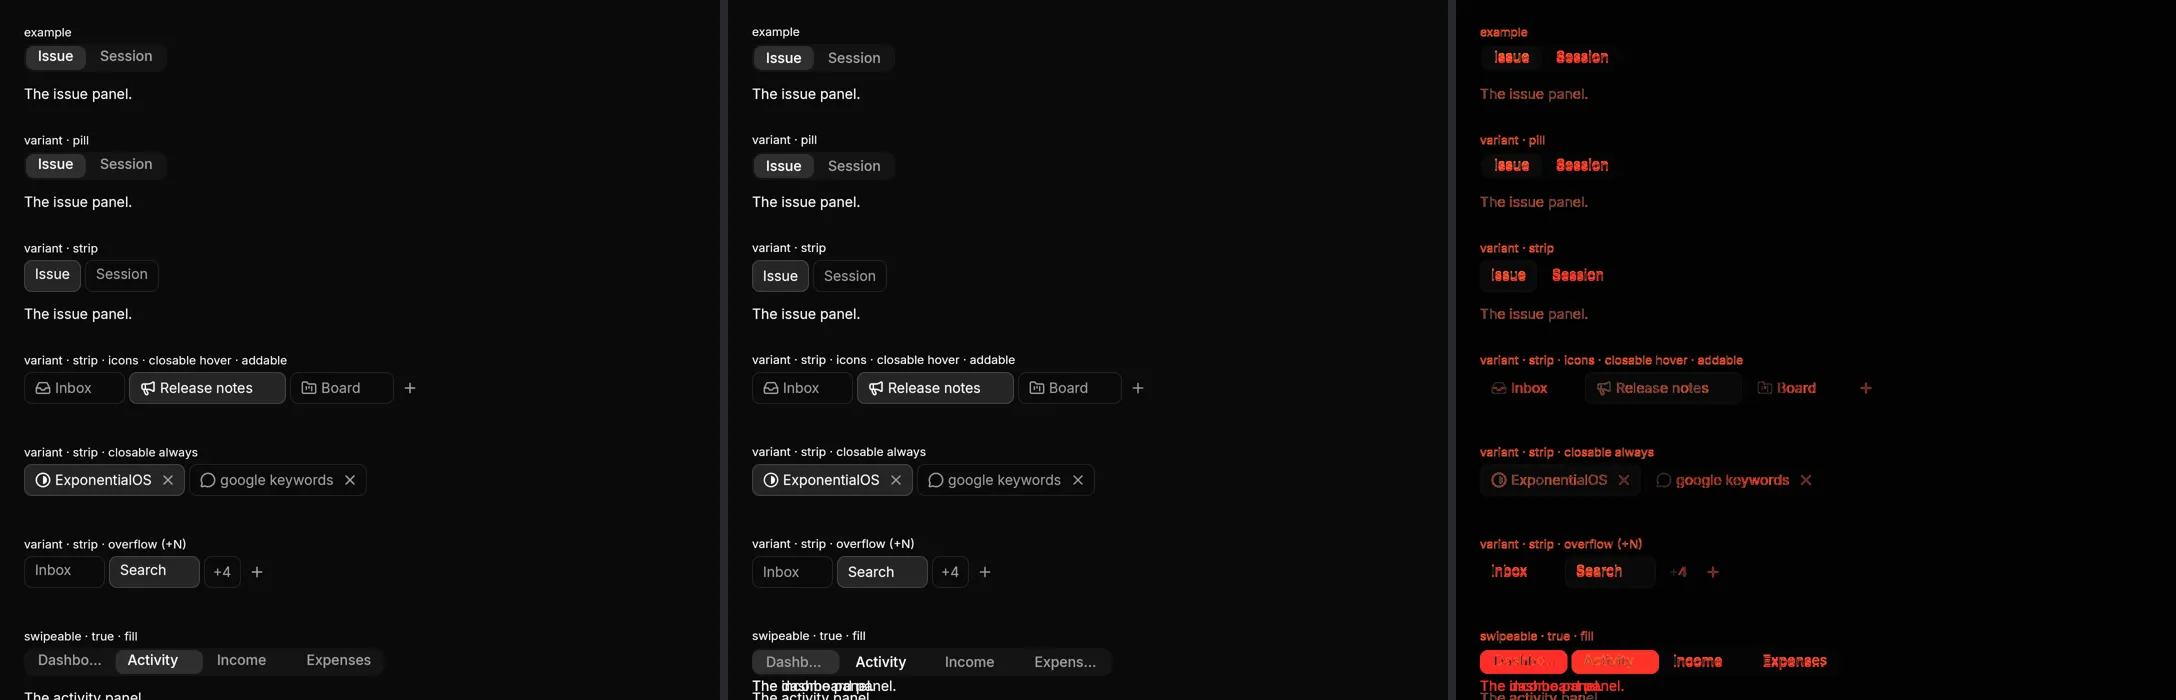 example
Issue Session
The issue panel.
variant · pill
Issue Session
The issue panel.
variant · strip
Issue Session
The issue panel.
variant · strip · icons · closable hover · addable
Inbox Release notes Board +
variant · strip · closable always
ExponentialOS × google keywords ×
variant · strip · overflow (+N)
Inbox Search +4 +
swipeable · true · fill
Dashbo... Activity Income Expenses
The activity panel
example
Issue Session
The issue panel.
variant · pill
Issue Session
The issue panel.
variant · strip
Issue Session
The issue panel.
variant · strip · icons · closable hover · addable
Inbox Release notes Board +
variant · strip · closable always
ExponentialOS × google keywords ×
variant · strip · overflow (+N)
Inbox Search +4 +
swipeable · true · fill
Dashb... Activity Income Expens...
The activity panel
example
Issue Session
The issue panel.
variant · pill
Issue Session
The issue panel.
variant · strip
Issue Session
The issue panel.
variant · strip · icons · closable hover · addable
Inbox Release notes Board +
variant · strip · closable always
ExponentialOS × google keywords ×
variant · strip · overflow (+N)
Inbox Search +4 +
swipeable · true · fill
Activity Income Expenses
The activity panel